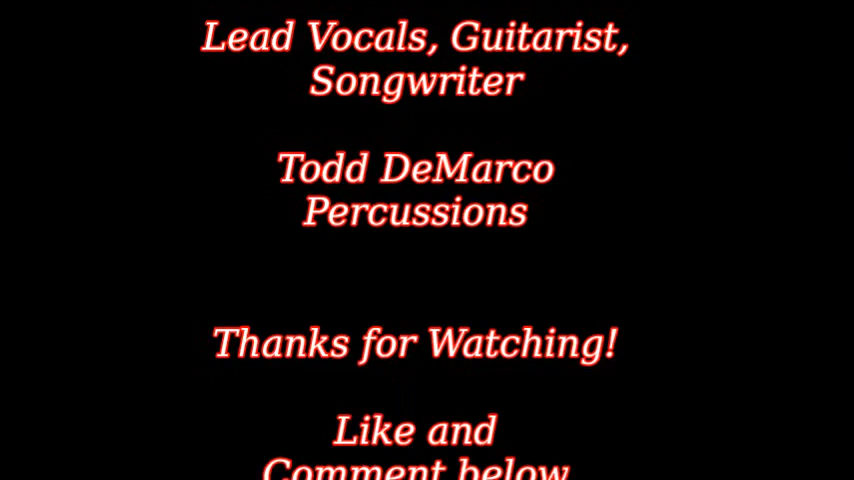 Lead Vocals, Guitarist,
Songwriter
Todd DeMarco
Percussions
Thanks for Watching!
Like and
Comment below